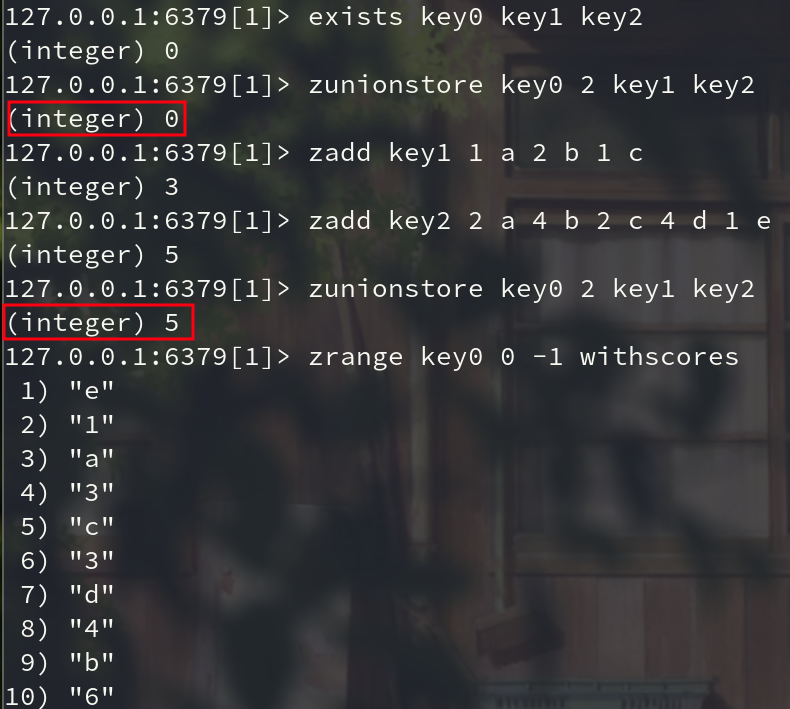 127.0.0.1:6379[1]> exists key0 key1 key2
(integer) 0
127.0.0.1:6379[1]> zunionstore key0 2 key1 key2
(integer) 0
127.0.0.1:6379[1]> zadd key1 1 a 2 b 1 c
(integer) 3
127.0.0.1:6379[1]> zadd key2 2 a 4 b 2 c 4 d 1 e
(integer) 5
127.0.0.1:6379[1]> zunionstore key0 2 key1 key2
(integer) 5
127.0.0.1:6379[1]> zrange key0 0 -1 withscores
1) "e"
2) "1"
3) "a"
4) "3"
5) "c"
6) "3"
7) "d"
8) "4"
9) "b"
10) "6"